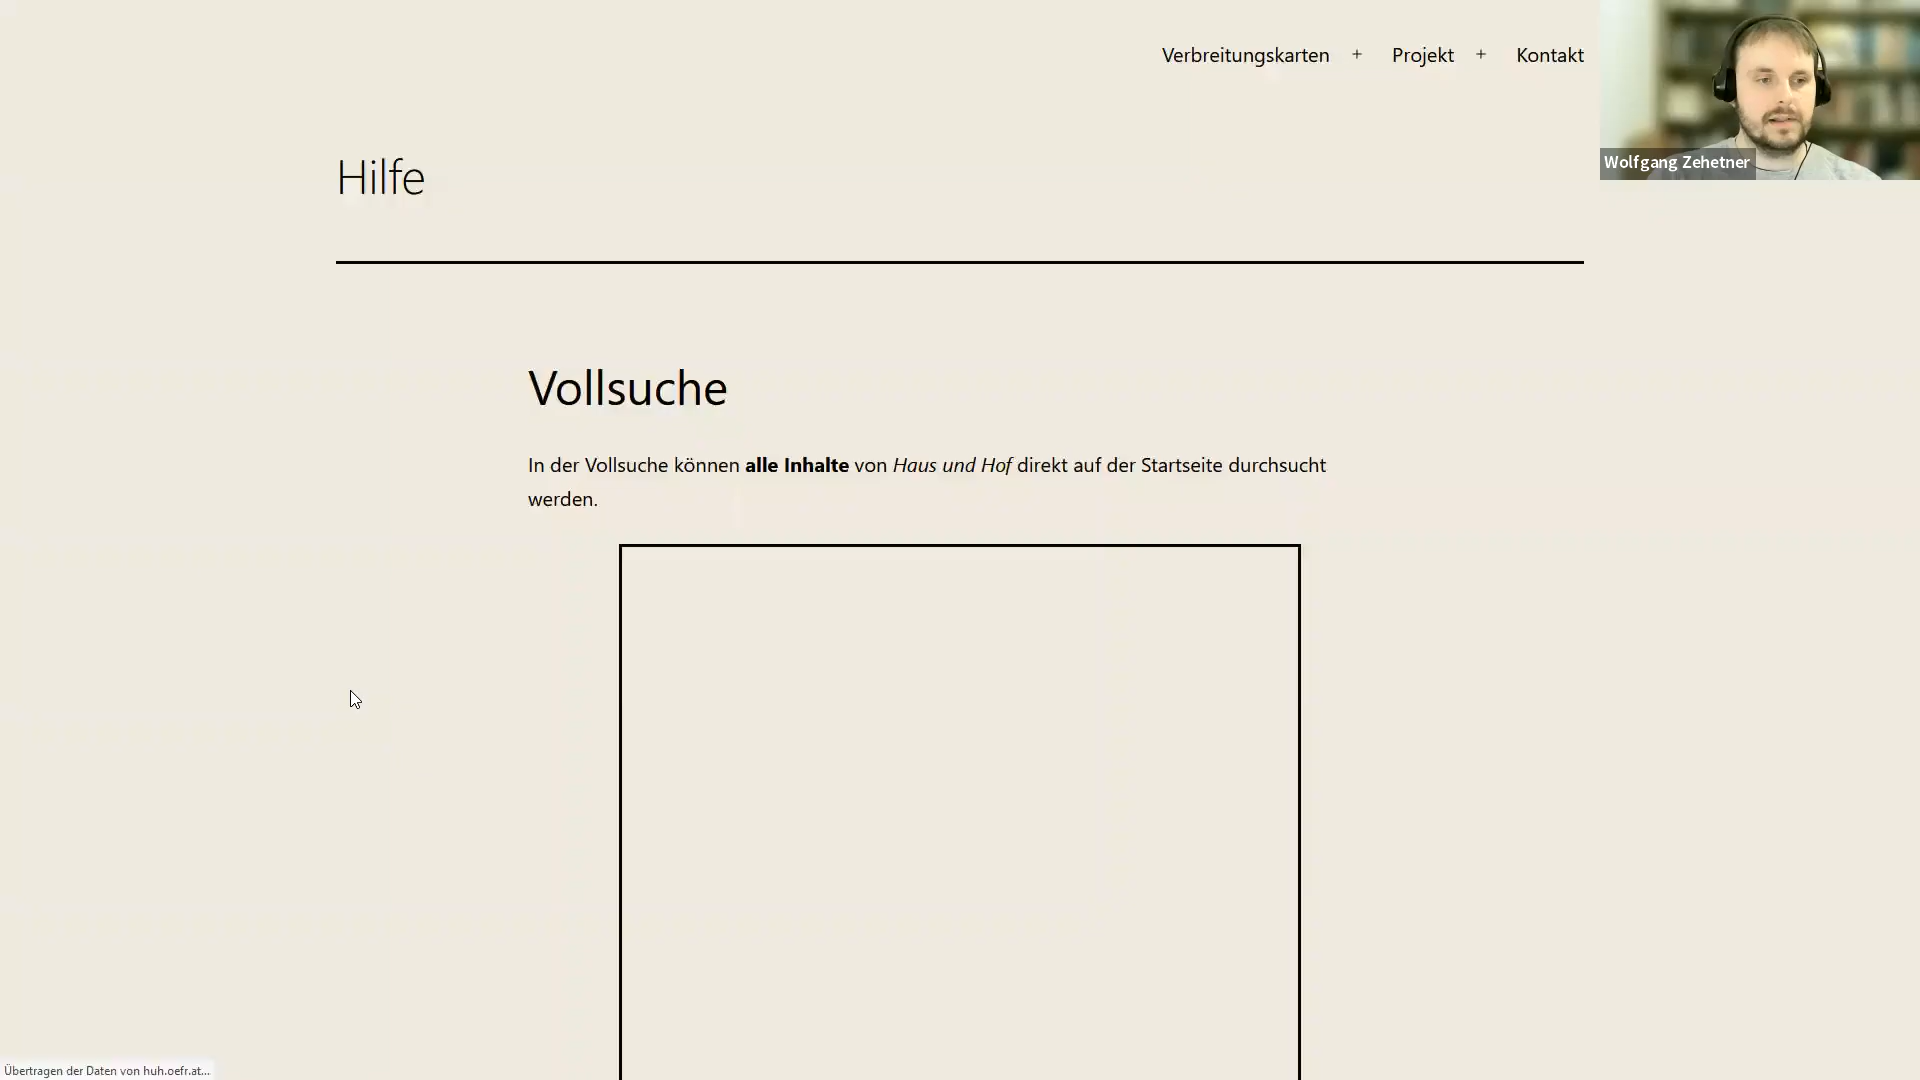 Verbreitungskarten + Projekt + Kontakt
Wolfgang Zehetner
Hilfe
Vollsuche
In der Vollsuche können alle Inhalte von Haus und Hof direkt auf der Startseite durchsucht
werden.
Übertragen der Daten von huh.oefr.at...